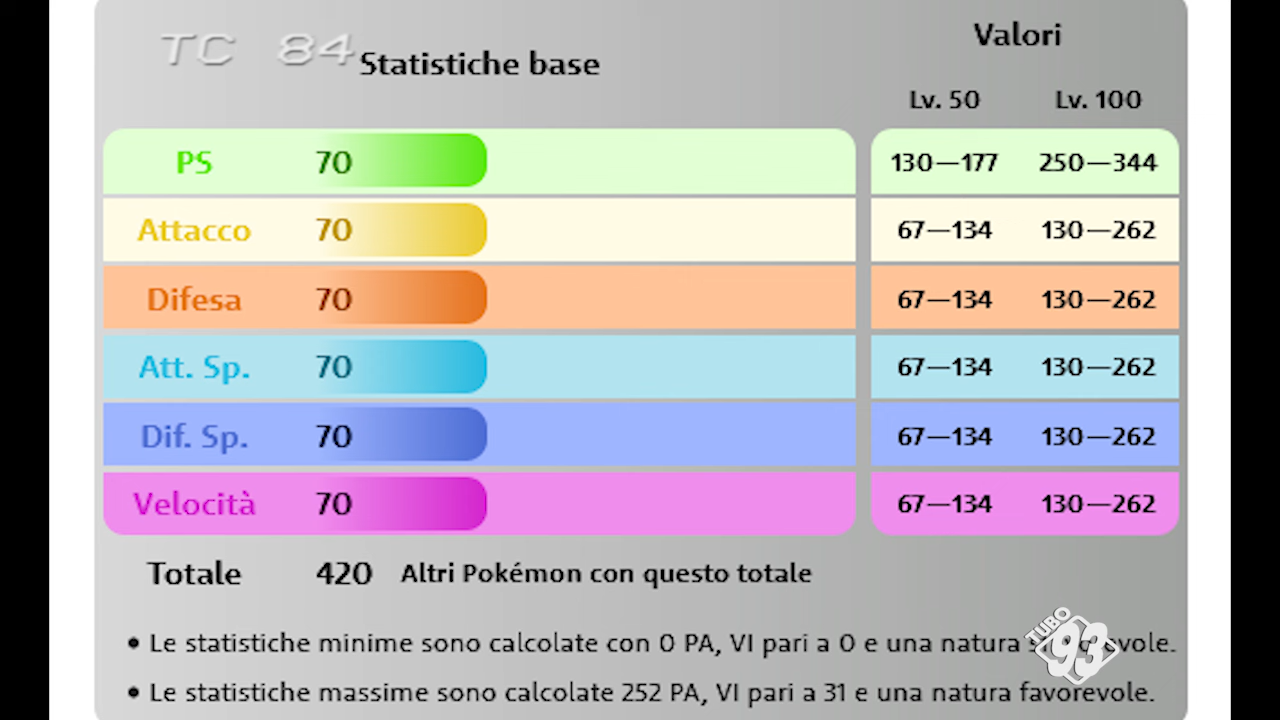 TC 84
Statistiche base
Valori
Lv. 50 Lv. 100
PS 70 130—177 250—344
Attacco 70 67—134 130—262
Difesa 70 67—134 130—262
Att. Sp. 70 67—134 130—262
Dif. Sp. 70 67—134 130—262
Velocità 70 67—134 130—262
Totale 420 Altri Pokémon con questo totale
• Le statistiche minime sono calcolate con 0 PA, VI pari a 0 e una natura
• Le statistiche massime sono calcolate 252 PA, VI pari a 31 e una natura favorevole.
TUBO
93